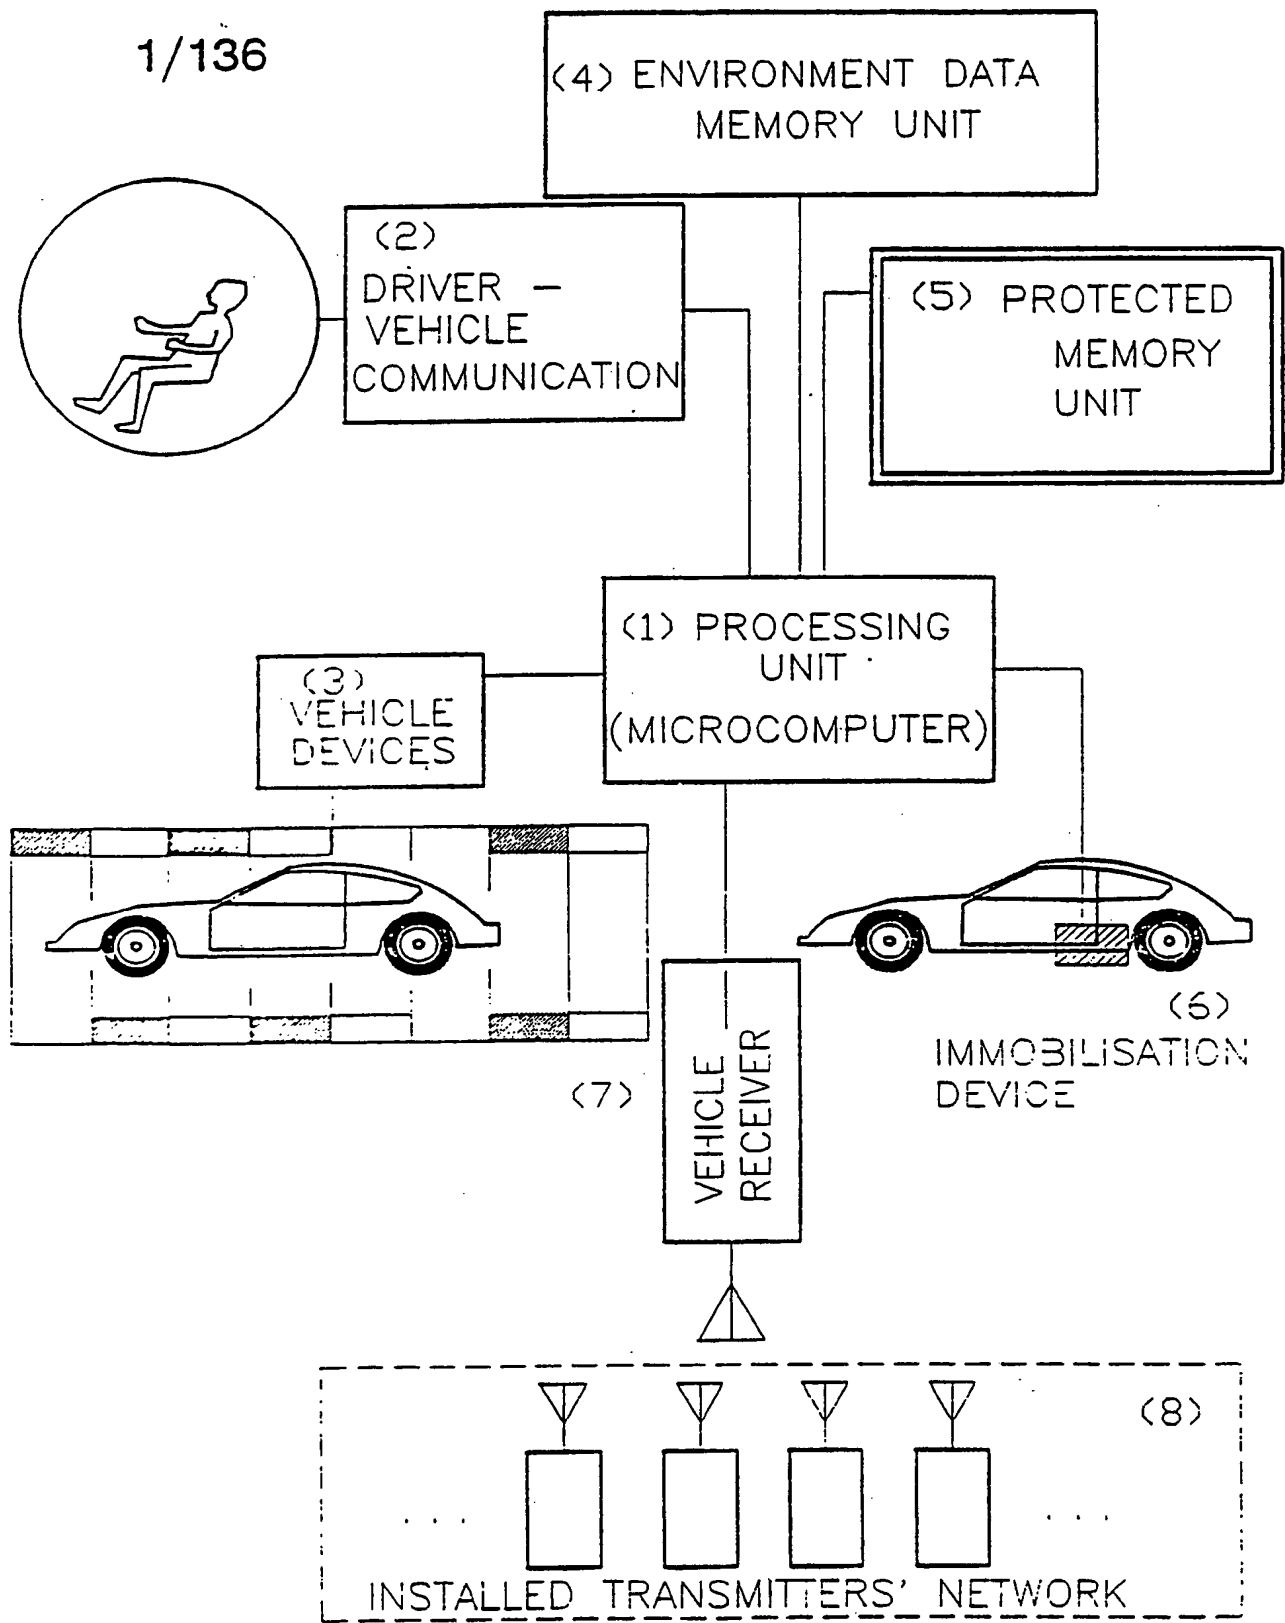 1/136
(4) ENVIRONMENT DATA
MEMORY UNIT
(2)
DRIVER –
VEHICLE
COMMUNICATION
(5) PROTECTED
MEMORY
UNIT
(1) PROCESSING
UNIT
(MICROCOMPUTER)
(3)
VEHICLE
DEVICES
(6)
IMMOBILISATION
DEVICE
(7)
VEHICLE
RECEIVER
(8)
. . .
. . .
INSTALLED TRANSMITTERS' NETWORK